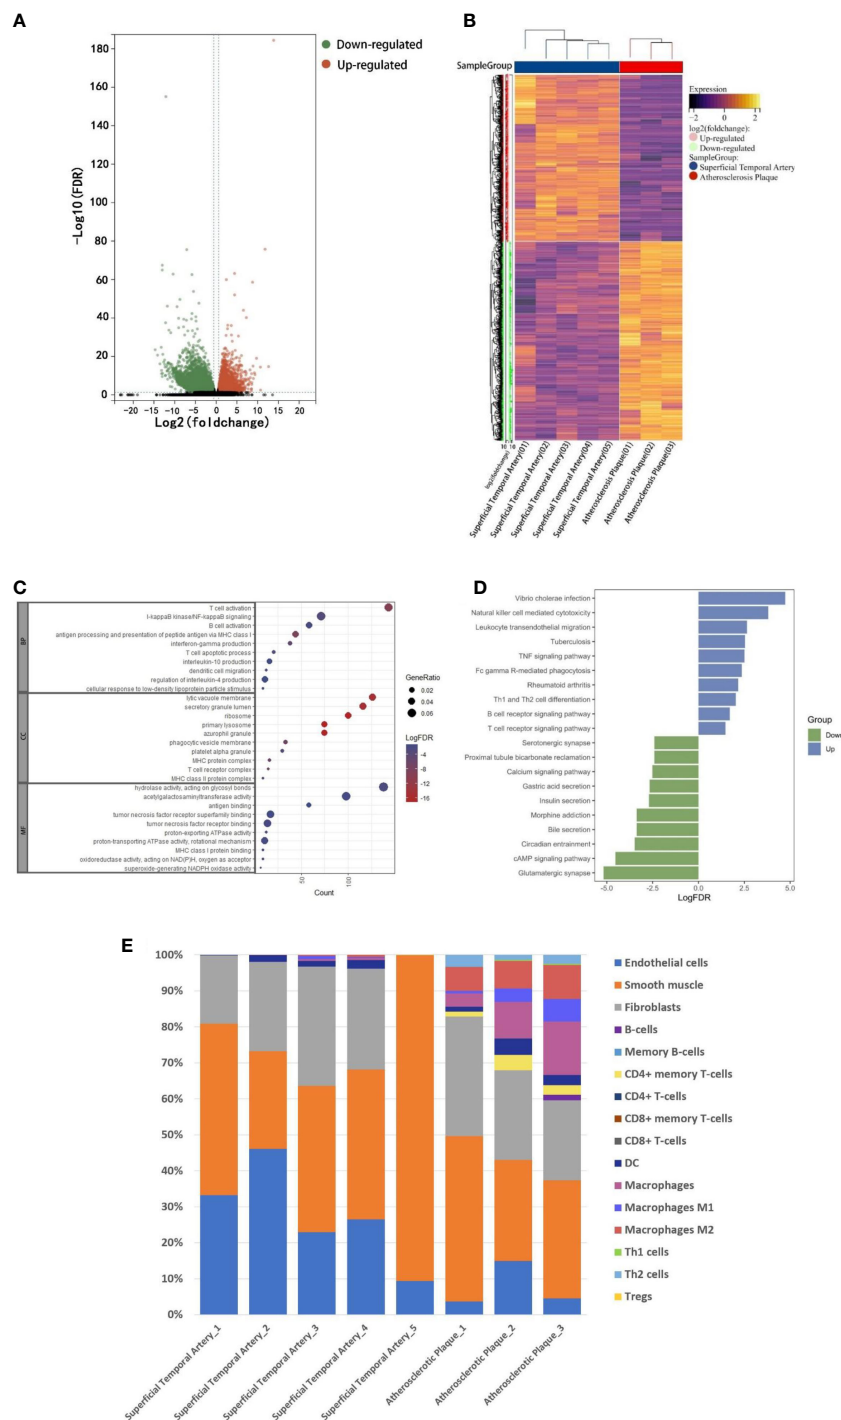 A
180
160
140
120
100
80
60
40
20
0
-Log10(FDR)
-20
-15
-10
-5
0
5
10
15
20
Log2(foldchange)
Down-regulated
Up-regulated
B
SampleGroup
Expression
-2
0
2
log2(foldchange):
Up-regulated
Down-regulated
SampleGroup:
Superficial Temporal Artery
Atherosclerosis Plaque
log2(foldchange)
Superficial Temporal Artery(01)
Superficial Temporal Artery(02)
Superficial Temporal Artery(03)
Superficial Temporal Artery(04)
Superficial Temporal Artery(05)
Atherosclerosis Plaque(01)
Atherosclerosis Plaque(02)
Atherosclerosis Plaque(03)
C
BP
T cell activation
I-kappaB kinase/NF-kappaB signaling
B cell activation
antigen processing and presentation of peptide antigen via MHC class I
interferon-gamma production
T cell apoptotic process
interleukin-10 production
dendritic cell migration
regulation of interleukin-4 production
cellular response to low-density lipoprotein particle stimulus
CC
lytic vacuole membrane
secretory granule lumen
ribosome
primary lysosome
azurophil granule
phagocytic vesicle membrane
platelet alpha granule
MHC protein complex
T cell receptor complex
MHC class II protein complex
MF
hydrolase activity, acting on glycosyl bonds
acetylgalactosaminyltransferase activity
antigen binding
tumor necrosis factor receptor superfamily binding
tumor necrosis factor receptor binding
proton-exporting ATPase activity
proton-transporting ATPase activity, rotational mechanism
MHC class I protein binding
oxidoreductase activity, acting on NAD(P)H, oxygen as acceptor
superoxide-generating NADPH oxidase activity
50
100
Count
GeneRatio
0.02
0.04
0.06
LogFDR
-4
-8
-12
-16
D
Vibrio cholerae infection
Natural killer cell mediated cytotoxicity
Leukocyte transendothelial migration
Tuberculosis
TNF signaling pathway
Fc gamma R-mediated phagocytosis
Rheumatoid arthritis
Th1 and Th2 cell differentiation
B cell receptor signaling pathway
T cell receptor signaling pathway
Serotonergic synapse
Proximal tubule bicarbonate reclamation
Calcium signaling pathway
Gastric acid secretion
Insulin secretion
Morphine addiction
Bile secretion
Circadian entrainment
cAMP signaling pathway
Glutamatergic synapse
-5.0
-2.5
0.0
2.5
5.0
LogFDR
Group
Down
Up
E
100%
90%
80%
70%
60%
50%
40%
30%
20%
10%
0%
Superficial Temporal Artery_1
Superficial Temporal Artery_2
Superficial Temporal Artery_3
Superficial Temporal Artery_4
Superficial Temporal Artery_5
Atherosclerotic Plaque_1
Atherosclerotic Plaque_2
Atherosclerotic Plaque_3
Endothelial cells
Smooth muscle
Fibroblasts
B-cells
Memory B-cells
CD4+ memory T-cells
CD4+ T-cells
CD8+ memory T-cells
CD8+ T-cells
DC
Macrophages
Macrophages M1
Macrophages M2
Th1 cells
Th2 cells
Tregs